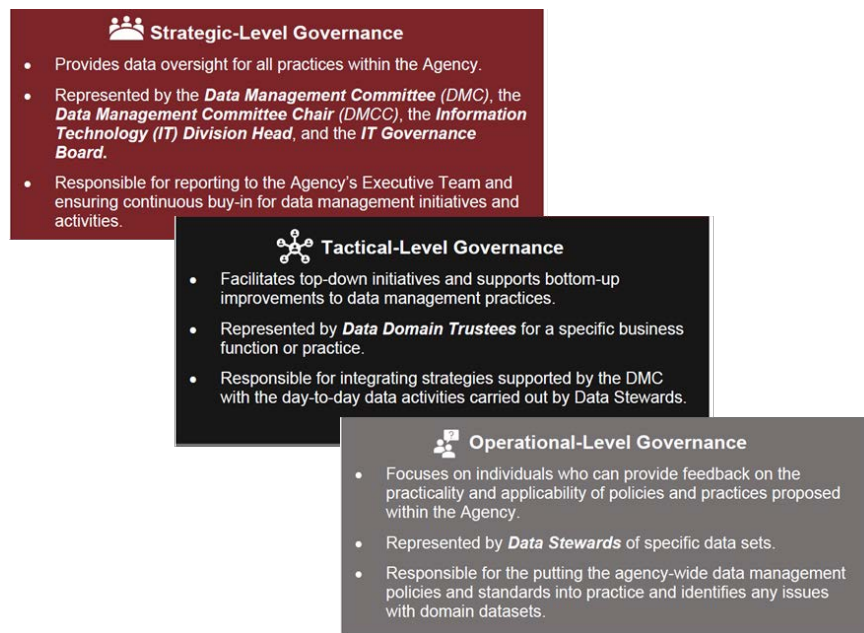 Strategic-Level Governance
• Provides data oversight for all practices within the Agency.
• Represented by the Data Management Committee (DMC), the
Data Management Committee Chair (DMCC), the Information
Technology (IT) Division Head, and the IT Governance
Board.
• Responsible for reporting to the Agency's Executive Team and
ensuring continuous buy-in for data management initiatives and
activities.
Tactical-Level Governance
• Facilitates top-down initiatives and supports bottom-up
improvements to data management practices.
• Represented by Data Domain Trustees for a specific business
function or practice.
• Responsible for integrating strategies supported by the DMC
with the day-to-day data activities carried out by Data Stewards.
?
Operational-Level Governance
• Focuses on individuals who can provide feedback on the
practicality and applicability of policies and practices proposed
within the Agency.
• Represented by Data Stewards of specific data sets.
• Responsible for the putting the agency-wide data management
policies and standards into practice and identifies any issues
with domain datasets.